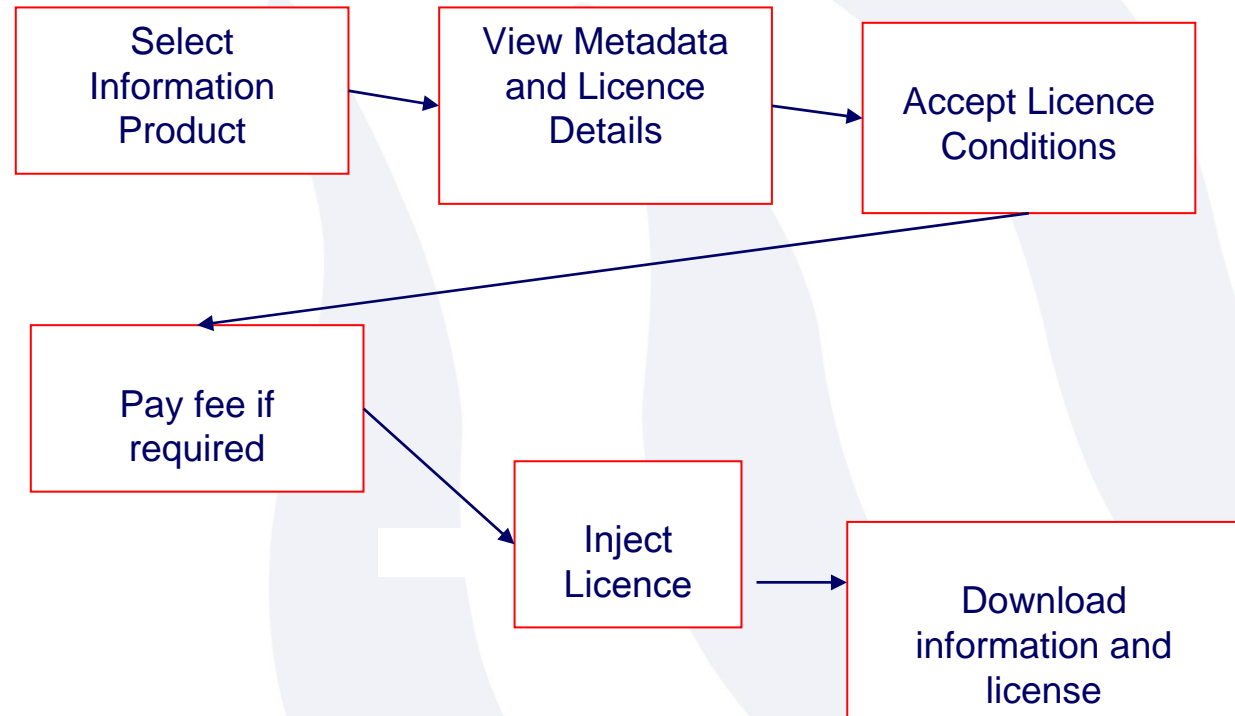 Select
Information
Product
View Metadata
and Licence
Details
Accept Licence
Conditions
Pay fee if
required
Inject
Licence
Download
information and
license